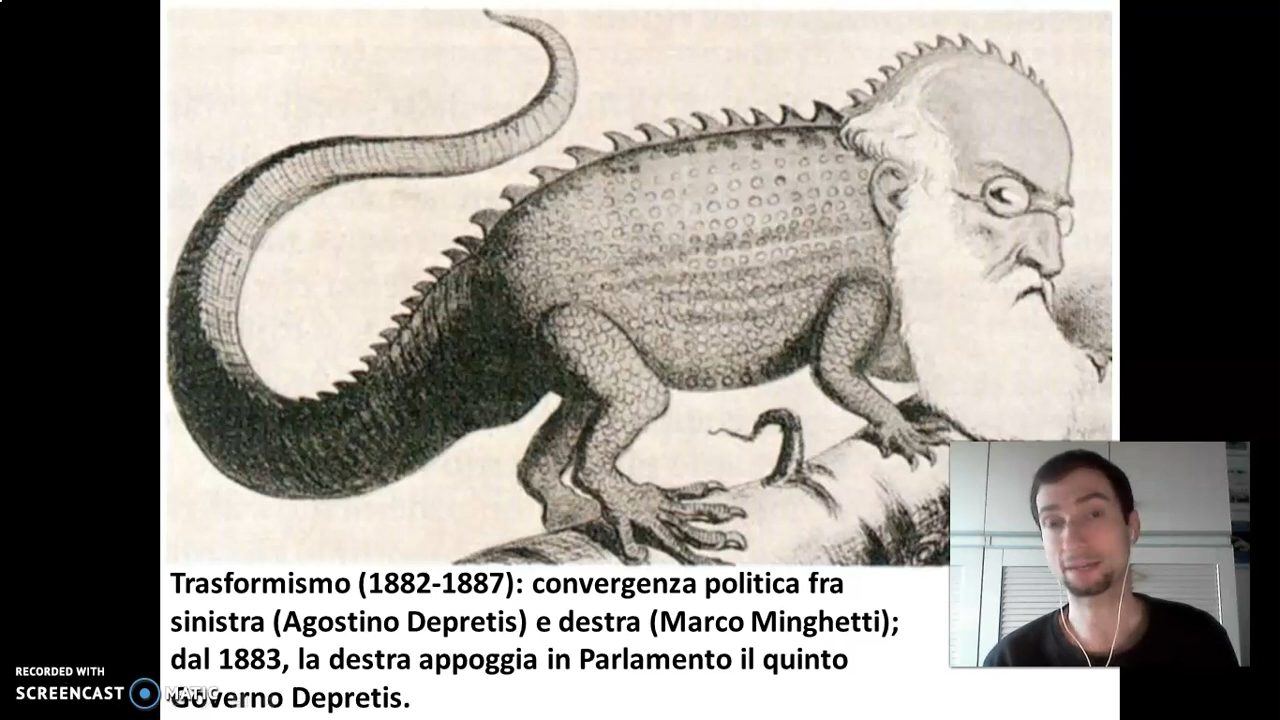 Trasformismo (1882-1887): convergenza politica fra
sinistra (Agostino Depretis) e destra (Marco Minghetti);
dal 1883, la destra appoggia in Parlamento il quinto
Governo Depretis.
RECORDED WITH
SCREENCAST MATIC